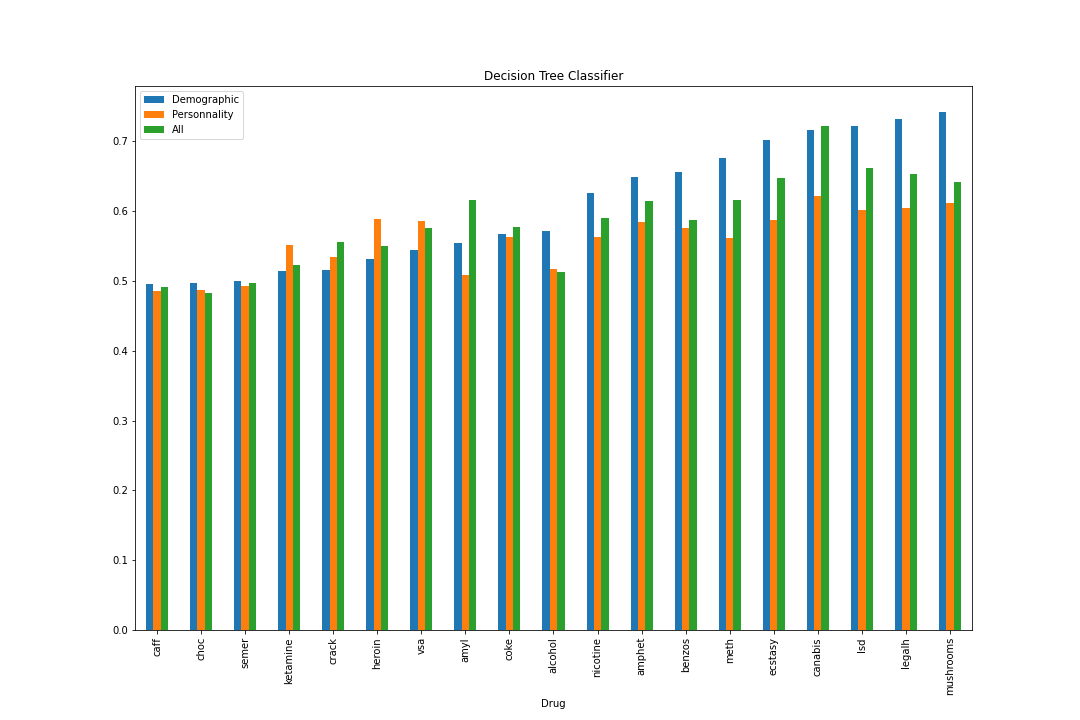 Decision Tree Classifier
Demographic
Personnality
All
0.7
0.6
0.5
0.4
0.3
0.2
0.1
0.0
caff
choc
semer
ketamine
crack
heroin
vsa
amyl
coke
alcohol
nicotine
amphet
benzos
meth
ecstasy
canabis
lsd
legalh
mushrooms
Drug